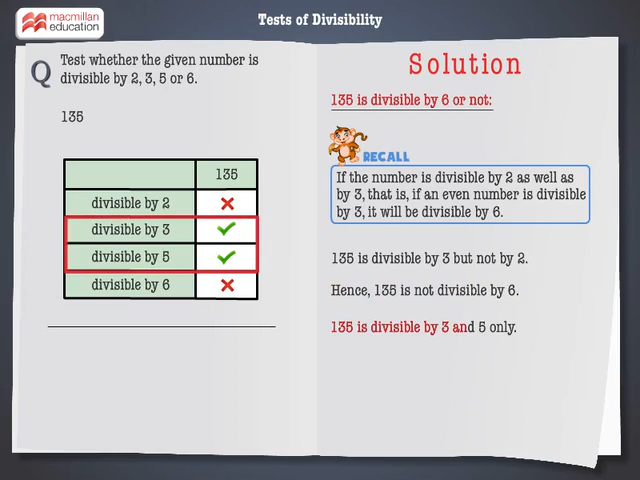 macmillan
education
Tests of Divisibility
Q Test whether the given number is
divisible by 2, 3, 5 or 6.
135
135
divisible by 2
divisible by 3
divisible by 5
divisible by 6
Solution
135 is divisible by 6 or not:
RECALL
If the number is divisible by 2 as well as
by 3, that is, if an even number is divisible
by 3, it will be divisible by 6.
135 is divisible by 3 but not by 2.
Hence, 135 is not divisible by 6.
135 is divisible by 3 and 5 only.